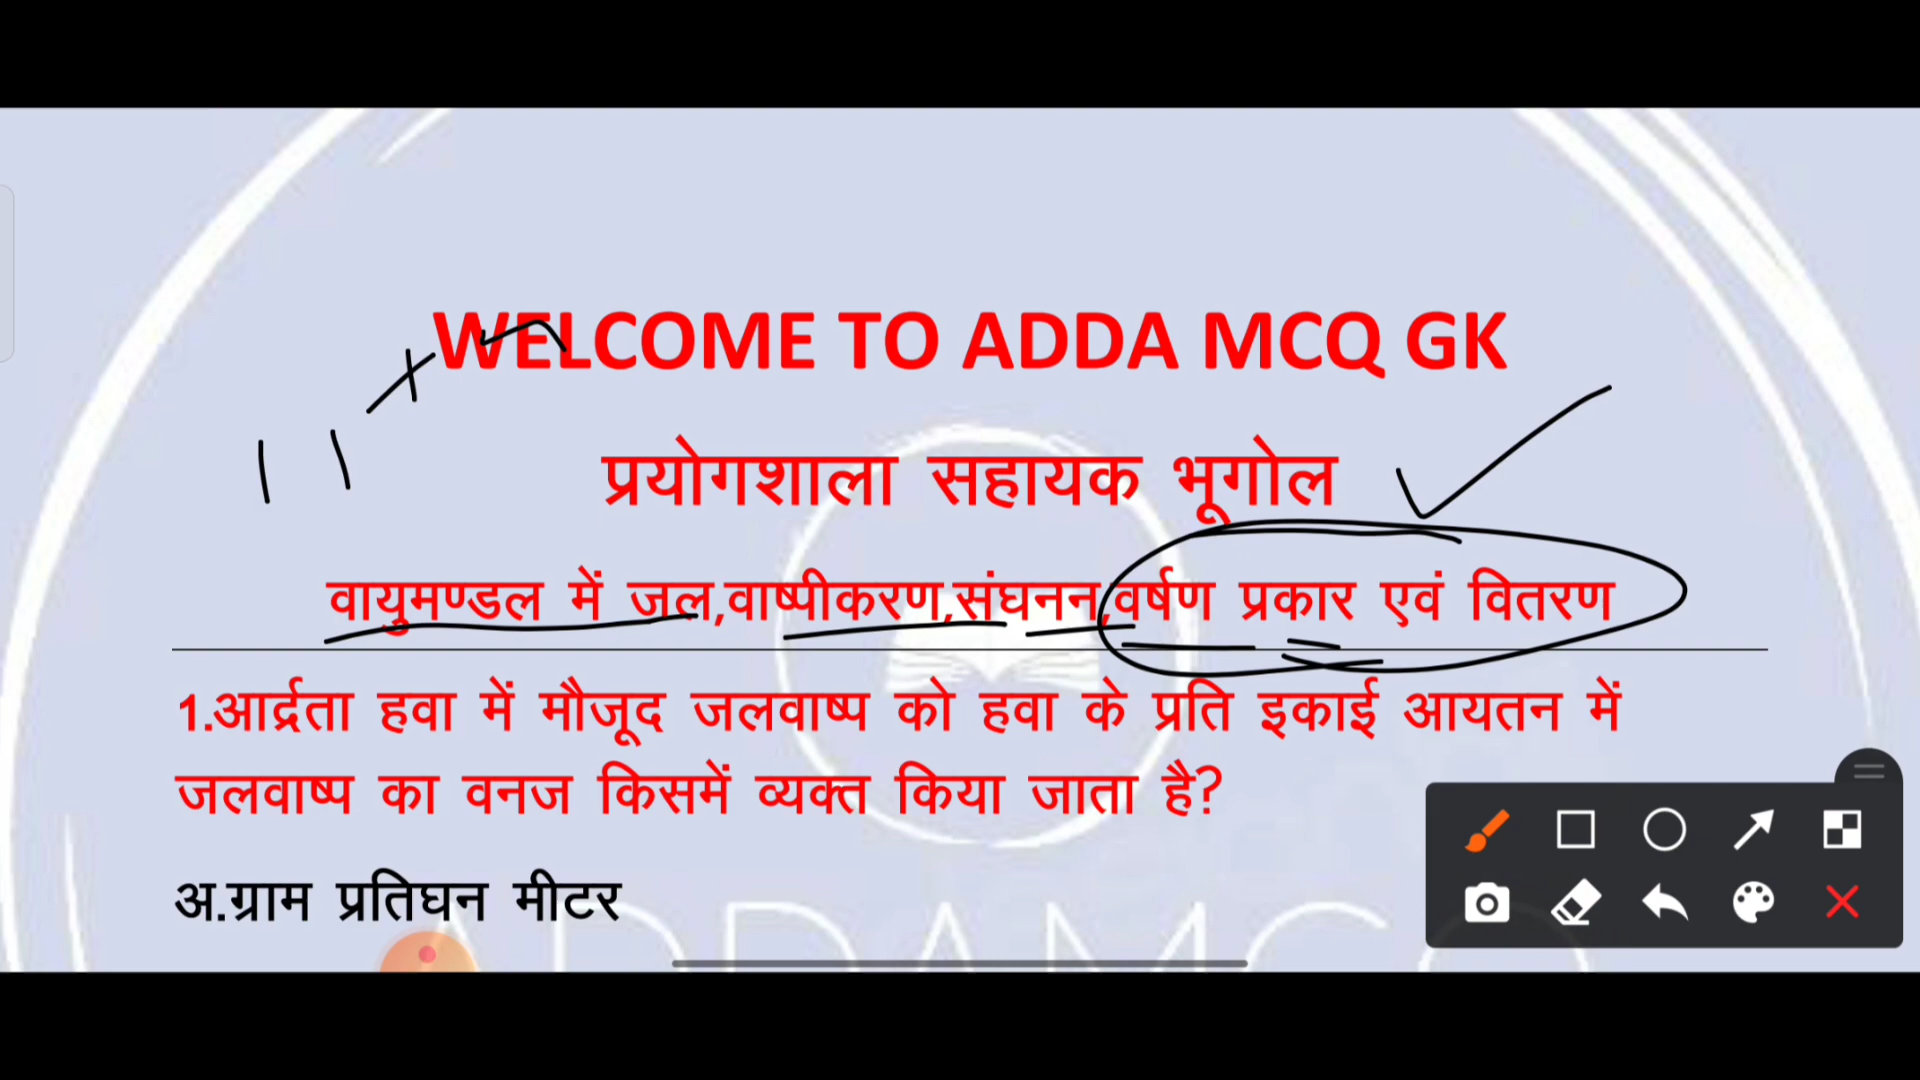 WELCOME TO ADDA MCQ GK
प्रयोगशाला सहायक भूगोल
वायुमण्डल में जल,वाष्पीकरण,संघनन,वर्षण प्रकार एवं वितरण
1.आर्द्रता हवा में मौजूद जलवाष्प को हवा के प्रति इकाई आयतन में
जलवाष्प का वनज किसमें व्यक्त किया जाता है?
अ.ग्राम प्रतिघन मीटर
ADDAMCQ